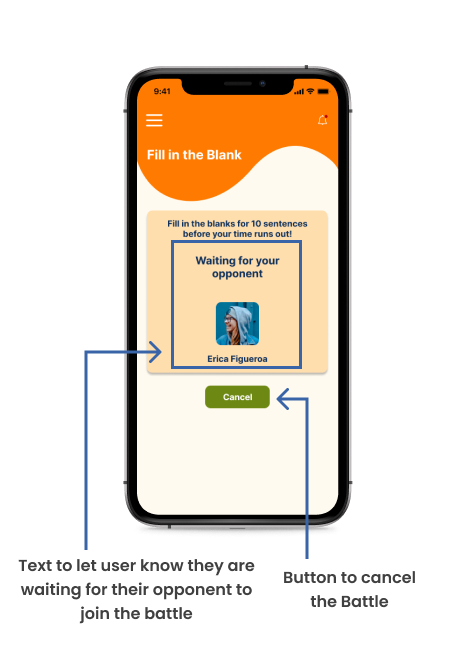 9:41
Fill in the Blank
Fill in the blanks for 10 sentences
before your time runs out!
Waiting for your
opponent
Erica Figueroa
Cancel
Text to let user know they are
waiting for their opponent to
join the battle
Button to cancel
the Battle